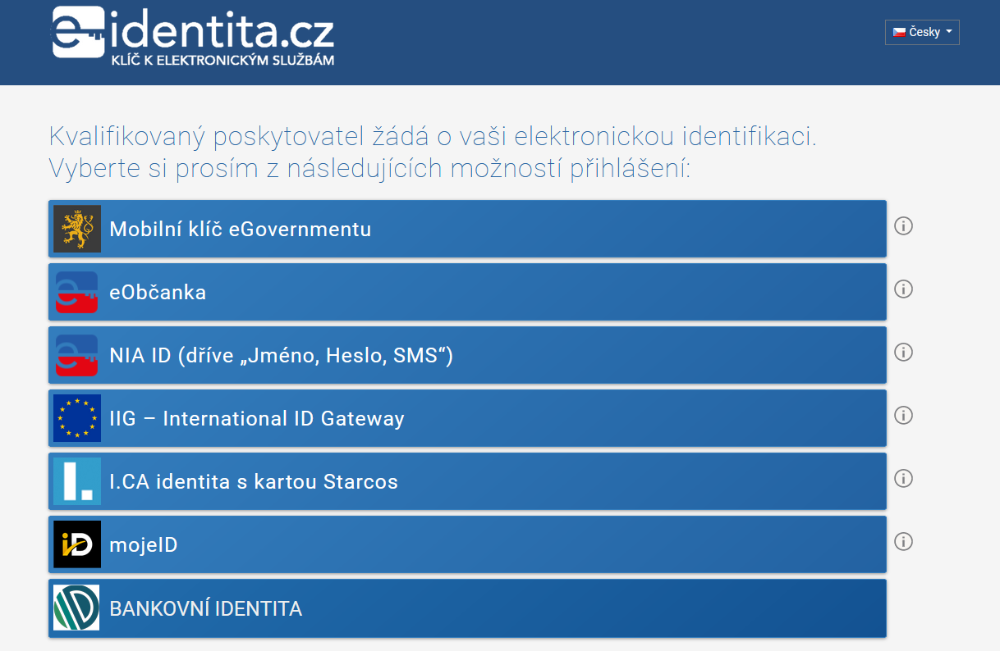 e identita.cz
KLÍČ K ELEKTRONICKÝM SLUŽBÁM
Česky
Kvalifikovaný poskytovatel žádá o vaši elektronickou identifikaci.
Vyberte si prosím z následujících možností přihlášení:
Mobilní klíč eGovernmentu
eObčanka
NIA ID (dříve „Jméno, Heslo, SMS“)
IIG – International ID Gateway
I.CA identita s kartou Starcos
mojeID
BANKOVNÍ IDENTITA